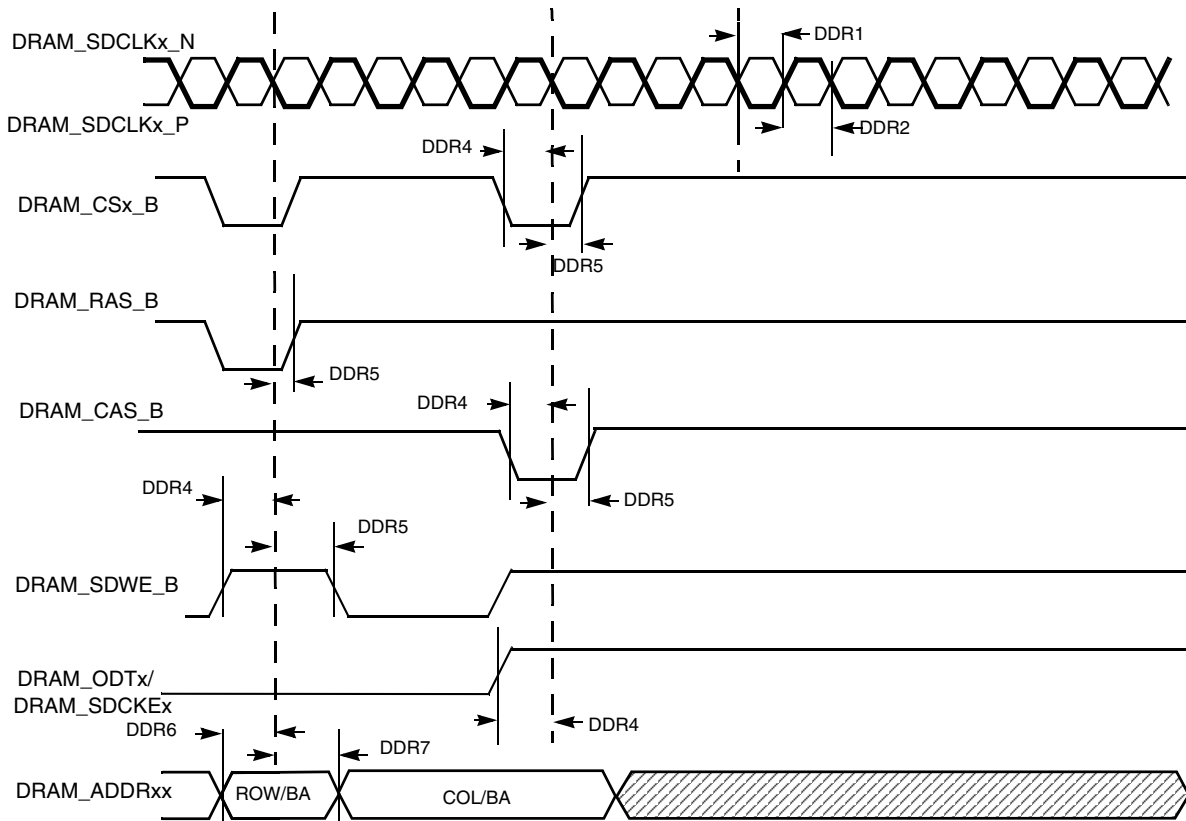 DRAM_SDCLKx_N
DDR1
DRAM_SDCLKx_P
DDR2
DDR4
DRAM_CSx_B
DDR5
DRAM_RAS_B
DDR5
DDR4
DRAM_CAS_B
DDR4
DDR5
DDR5
DRAM_SDWE_B
DRAM_ODTx/
DRAM_SDCKEx
DDR4
DDR6
DDR7
DRAM_ADDRxx
ROW/BA
COL/BA